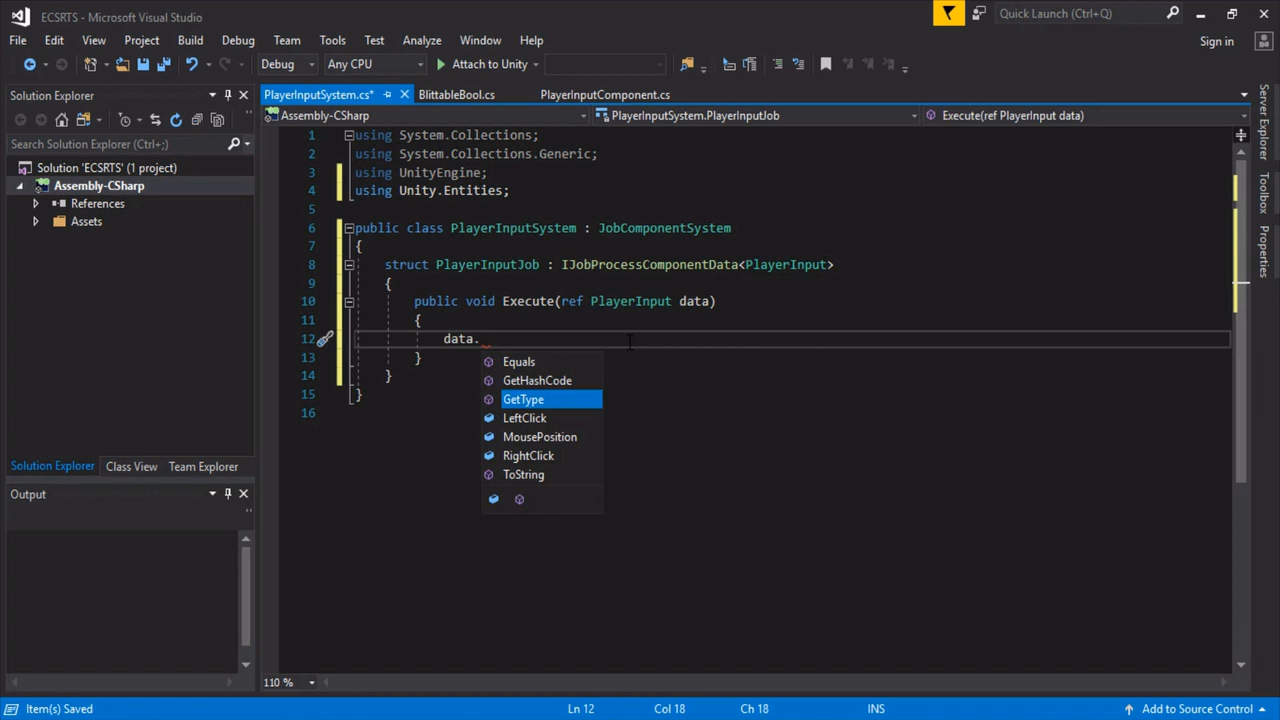 ECSRTS - Microsoft Visual Studio
Quick Launch (Ctrl+Q)
File Edit View Project Build Debug Team Tools Test Analyze Window Help
Sign in
Debug Any CPU Attach to Unity
Solution Explorer
PlayerInputSystem.cs* BlittableBool.cs PlayerInputComponent.cs
Assembly-CSharp PlayerInputSystem.PlayerInputJob Execute(ref PlayerInput data)
Search Solution Explorer (Ctrl+;)
Solution 'ECSRTS' (1 project)
Assembly-CSharp
References
Assets
Solution Explorer Class View Team Explorer
Output
1 using System.Collections;
2 using System.Collections.Generic;
3 using UnityEngine;
4 using Unity.Entities;
5
6 public class PlayerInputSystem : JobComponentSystem
7 {
8 struct PlayerInputJob : IJobProcessComponentData<PlayerInput>
9 {
10 public void Execute(ref PlayerInput data)
11 {
12 data.
13 }
14 }
15 }
16
Equals
GetHashCode
GetType
LeftClick
MousePosition
RightClick
ToString
Server Explorer
Toolbox
Properties
110 %
Item(s) Saved Ln 12 Col 18 Ch 18 INS Add to Source Control